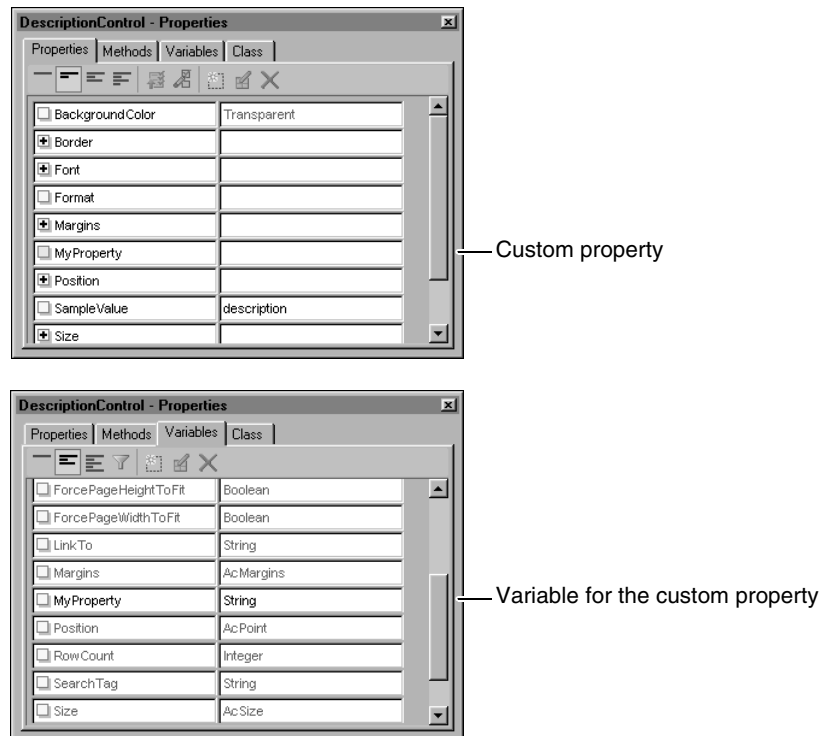 DescriptionControl - Properties
Properties Methods Variables Class
BackgroundColor Transparent
Border
Font
Format
Margins
MyProperty
Custom property
Position
SampleValue description
Size
DescriptionControl - Properties
Properties Methods Variables Class
ForcePageHeightToFit Boolean
ForcePageWidthToFit Boolean
LinkTo String
Margins AcMargins
MyProperty String
Variable for the custom property
Position AcPoint
RowCount Integer
SearchTag String
Size AcSize